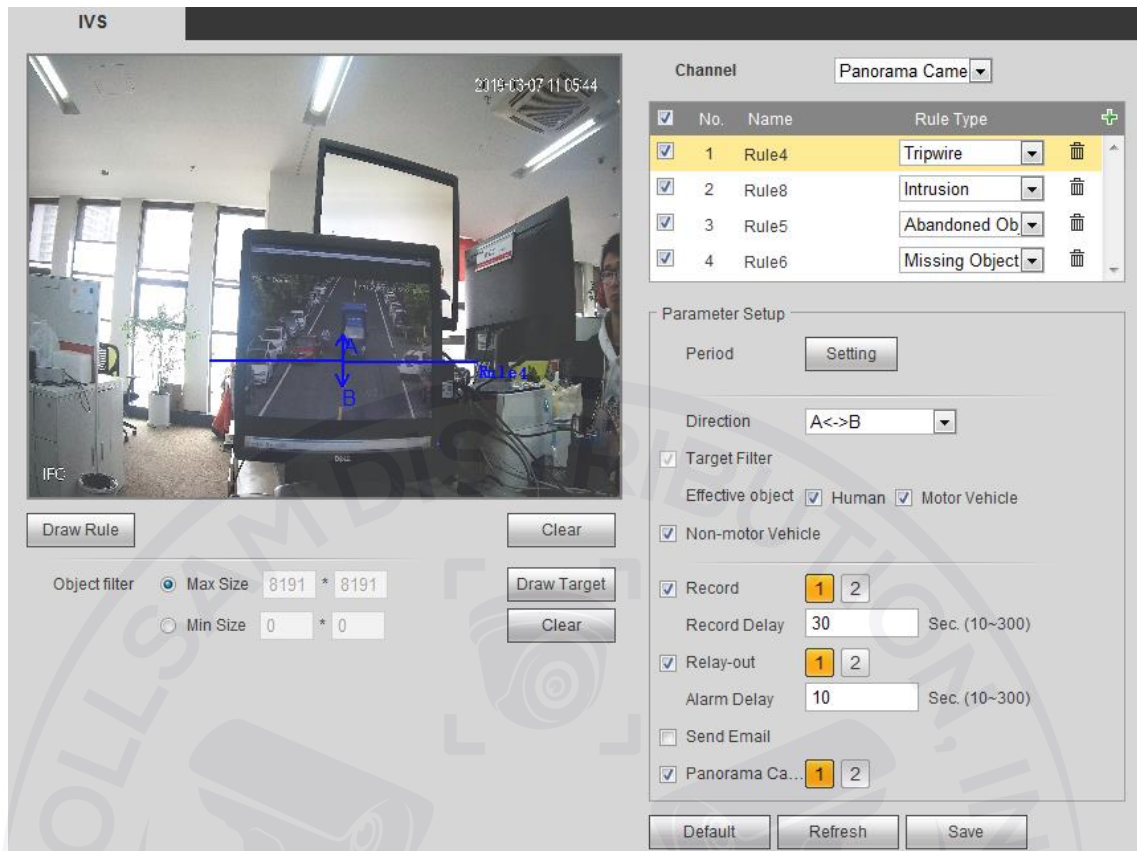 IVS
2019-03-07 11:05:44
A
B
Rule4
DELL
IPC
Draw Rule
Clear
Object filter Max Size 8191 * 8191 Draw Target
Min Size 0 * 0 Clear
Channel Panorama Came
No. Name Rule Type
1 Rule4 Tripwire
2 Rule8 Intrusion
3 Rule5 Abandoned Ob
4 Rule6 Missing Object
Parameter Setup
Period Setting
Direction A<->B
Target Filter
Effective object Human Motor Vehicle
Non-motor Vehicle
Record 1 2
Record Delay 30 Sec. (10~300)
Relay-out 1 2
Alarm Delay 10 Sec. (10~300)
Send Email
Panorama Ca... 1 2
Default Refresh Save